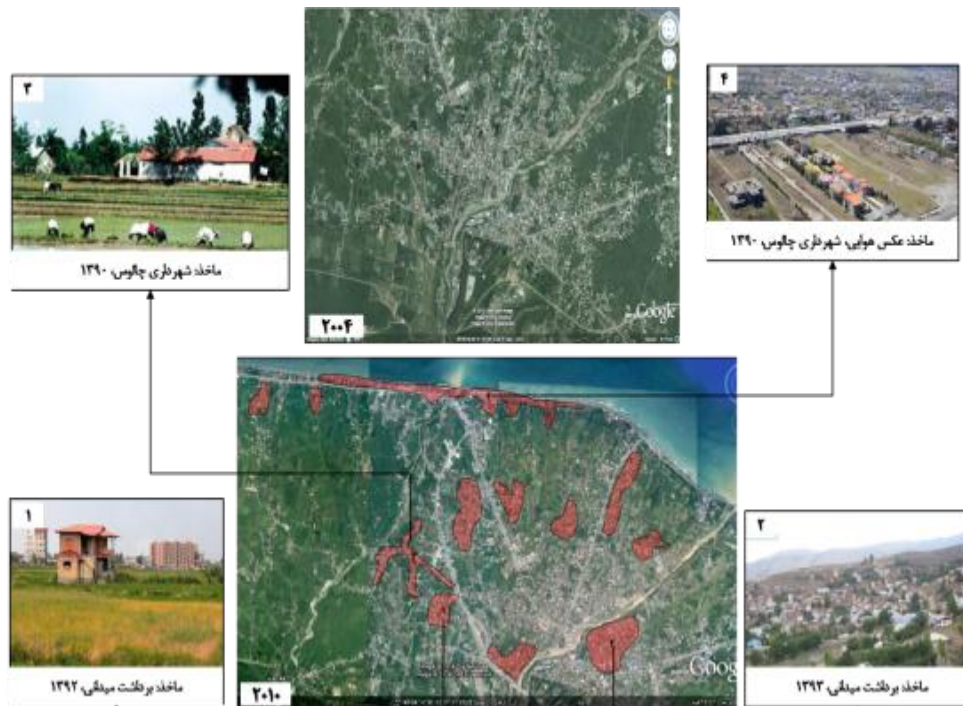 ۳
ماخذ: شهرداری چالوس، ۱۳۹۰
۲۰۰۴
Google
۴
ماخذ: عکس هوایی، شهرداری چالوس، ۱۳۹۰
۱
ماخذ: برداشت میدانی، ۱۳۹۲
۲۰۱۰
Goog
۲
ماخذ: برداشت میدانی، ۱۳۹۳